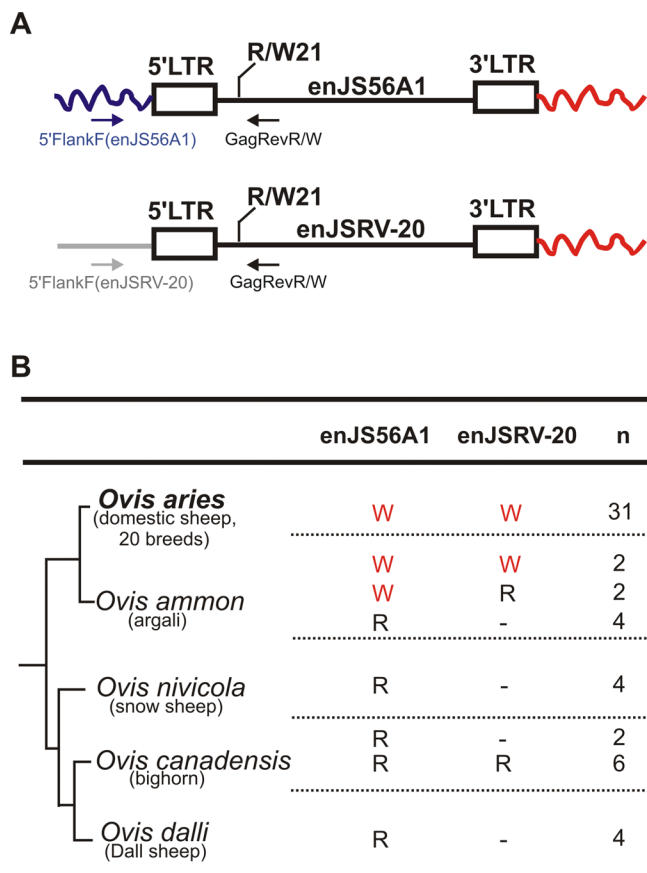 A
R/W21
5'LTR
enJS56A1
3'LTR
5'FlankF(enJS56A1)
GagRevR/W
R/W21
5'LTR
enJSRV-20
3'LTR
5'FlankF(enJSRV-20)
GagRevR/W
B
enJS56A1 enJSRV-20 n
Ovis aries W W 31
(domestic sheep,
20 breeds)
W W 2
Ovis ammon W R 2
(argali) R - 4
Ovis nivicola R - 4
(snow sheep)
R - 2
Ovis canadensis R R 6
(bighorn)
Ovis dalli R - 4
(Dall sheep)